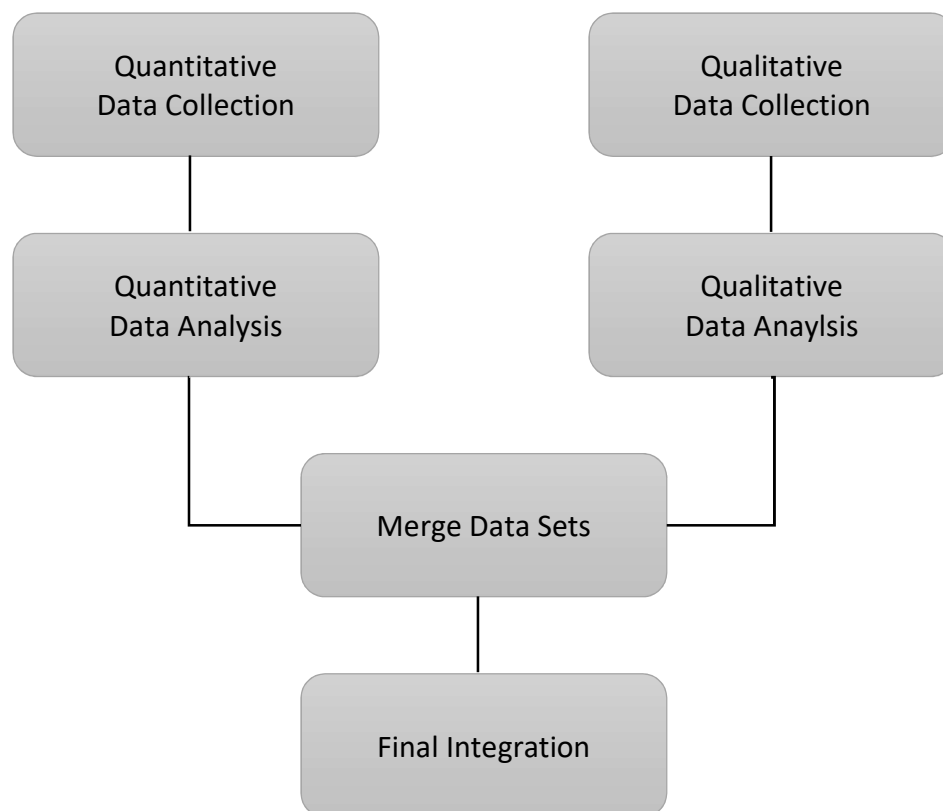 Quantitative
Data Collection
Qualitative
Data Collection
Quantitative
Data Analysis
Qualitative
Data Anaylsis
Merge Data Sets
Final Integration